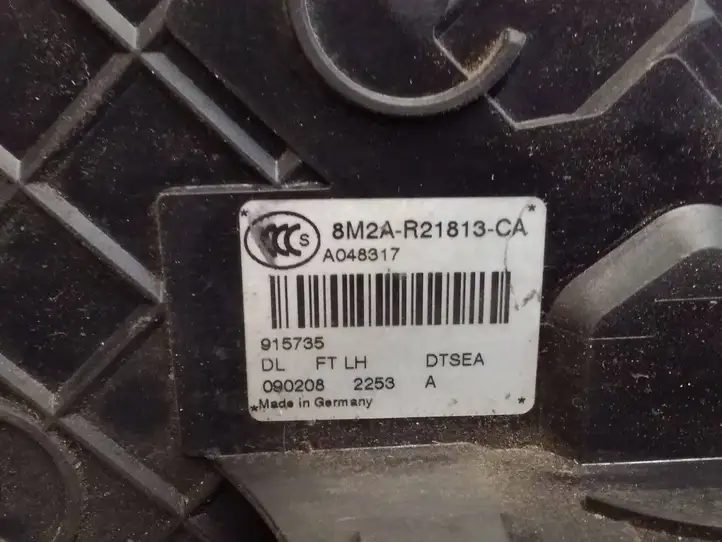 CCC S 8M2A-R21813-CA
A048317
915735
DL FT LH DTSEA
090208 2253 A
Made in Germany